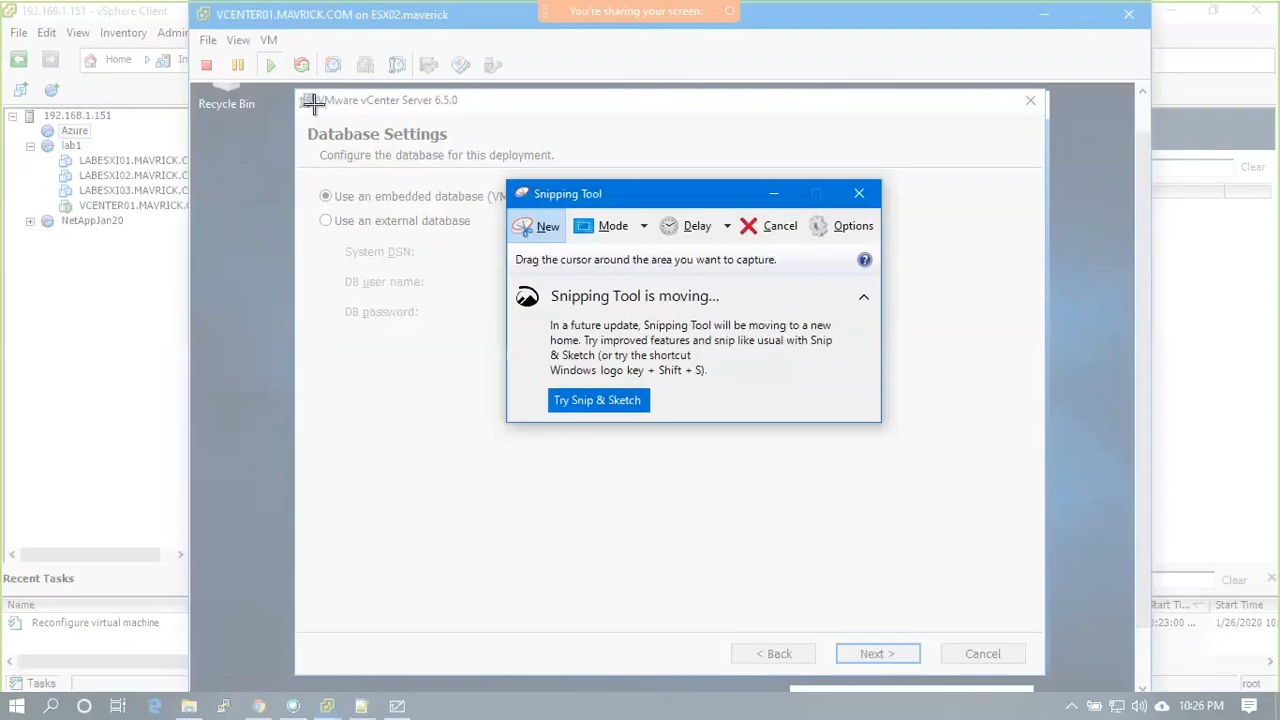 192.168.1.151 - vSphere Client
File Edit View Inventory Admin
Home
192.168.1.151
Azure
lab1
LABESXI01.MAVRICK.C
LABESXI02.MAVRICK.C
LABESXI03.MAVRICK.C
VCENTER01.MAVRICK.C
NetAppJan20
VCENTER01.MAVRICK.COM on ESX02.maverick
You're sharing your screen.
File View VM
Recycle Bin
VMware vCenter Server 6.5.0
Database Settings
Configure the database for this deployment.
Use an embedded database (VM
Use an external database
System DSN:
DB user name:
DB password:
Snipping Tool
New Mode Delay Cancel Options
Drag the cursor around the area you want to capture.
Snipping Tool is moving...
In a future update, Snipping Tool will be moving to a new
home. Try improved features and snip like usual with Snip
& Sketch (or try the shortcut
Windows logo key + Shift + S).
Try Snip & Sketch
< Back Next > Cancel
Clear
Recent Tasks
Clear
Name
Start Time
Reconfigure virtual machine
1/26/2020 10:
Tasks
root
10:26 PM